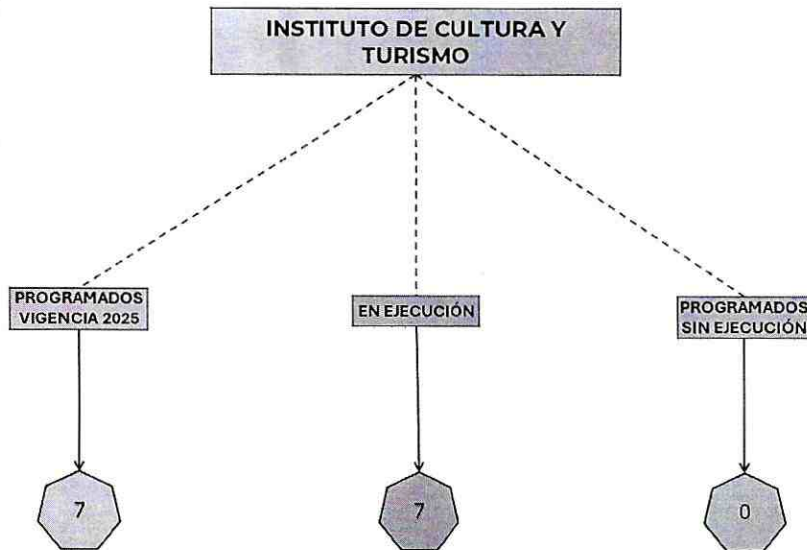 INSTITUTO DE CULTURA Y
TURISMO
PROGRAMADOS
VIGENCIA 2025
EN EJECUCIÓN
PROGRAMADOS
SIN EJECUCIÓN
7
7
0